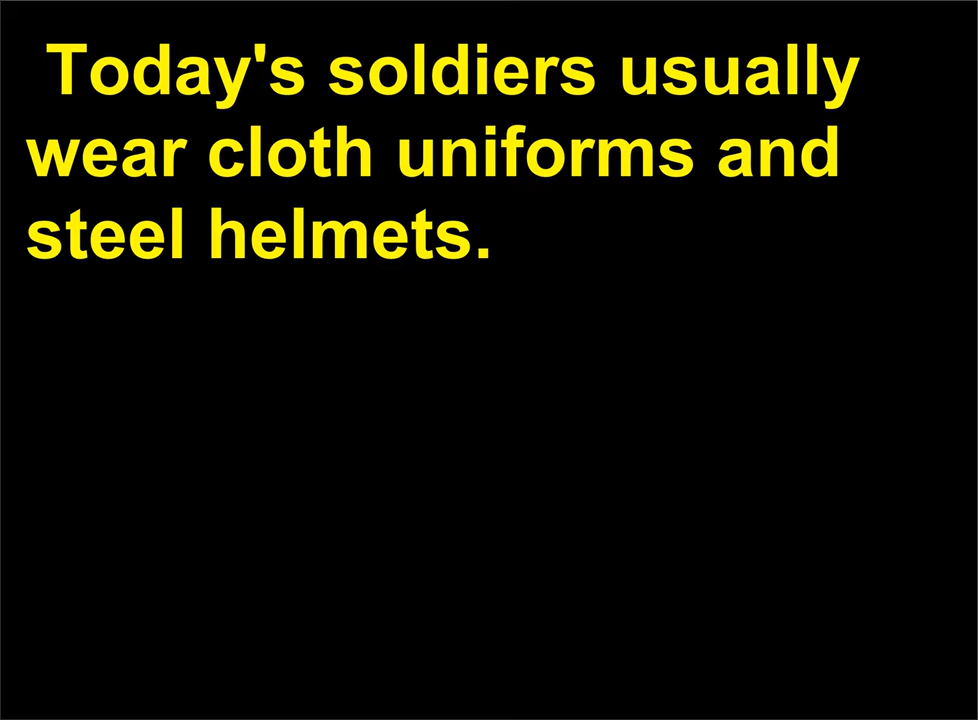 Today's soldiers usually
wear cloth uniforms and
steel helmets.